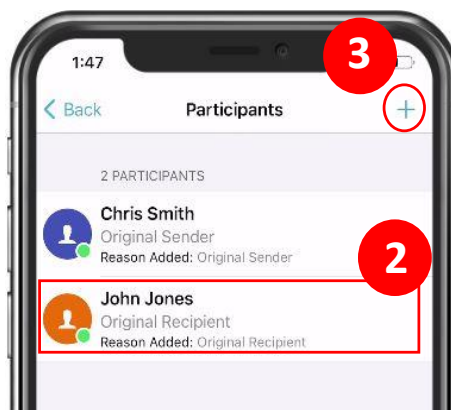 1:47
3
Back
Participants
+
2 PARTICIPANTS
Chris Smith
Original Sender
Reason Added: Original Sender
2
John Jones
Original Recipient
Reason Added: Original Recipient